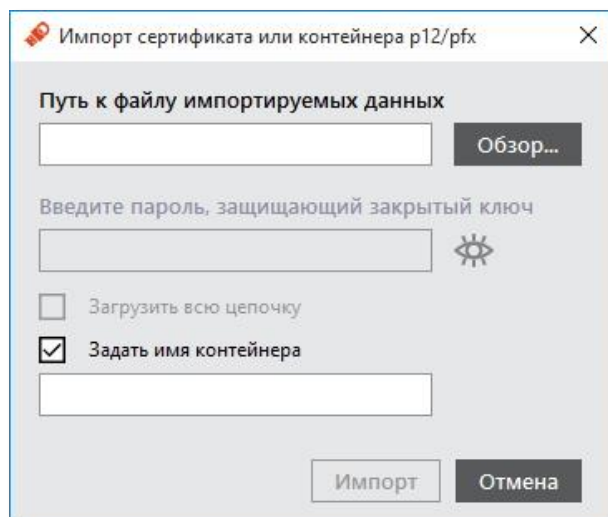 Импорт сертификата или контейнера p12/pfx
Путь к файлу импортируемых данных
Обзор...
Введите пароль, защищающий закрытый ключ
Загрузить всю цепочку
Задать имя контейнера
Импорт Отмена